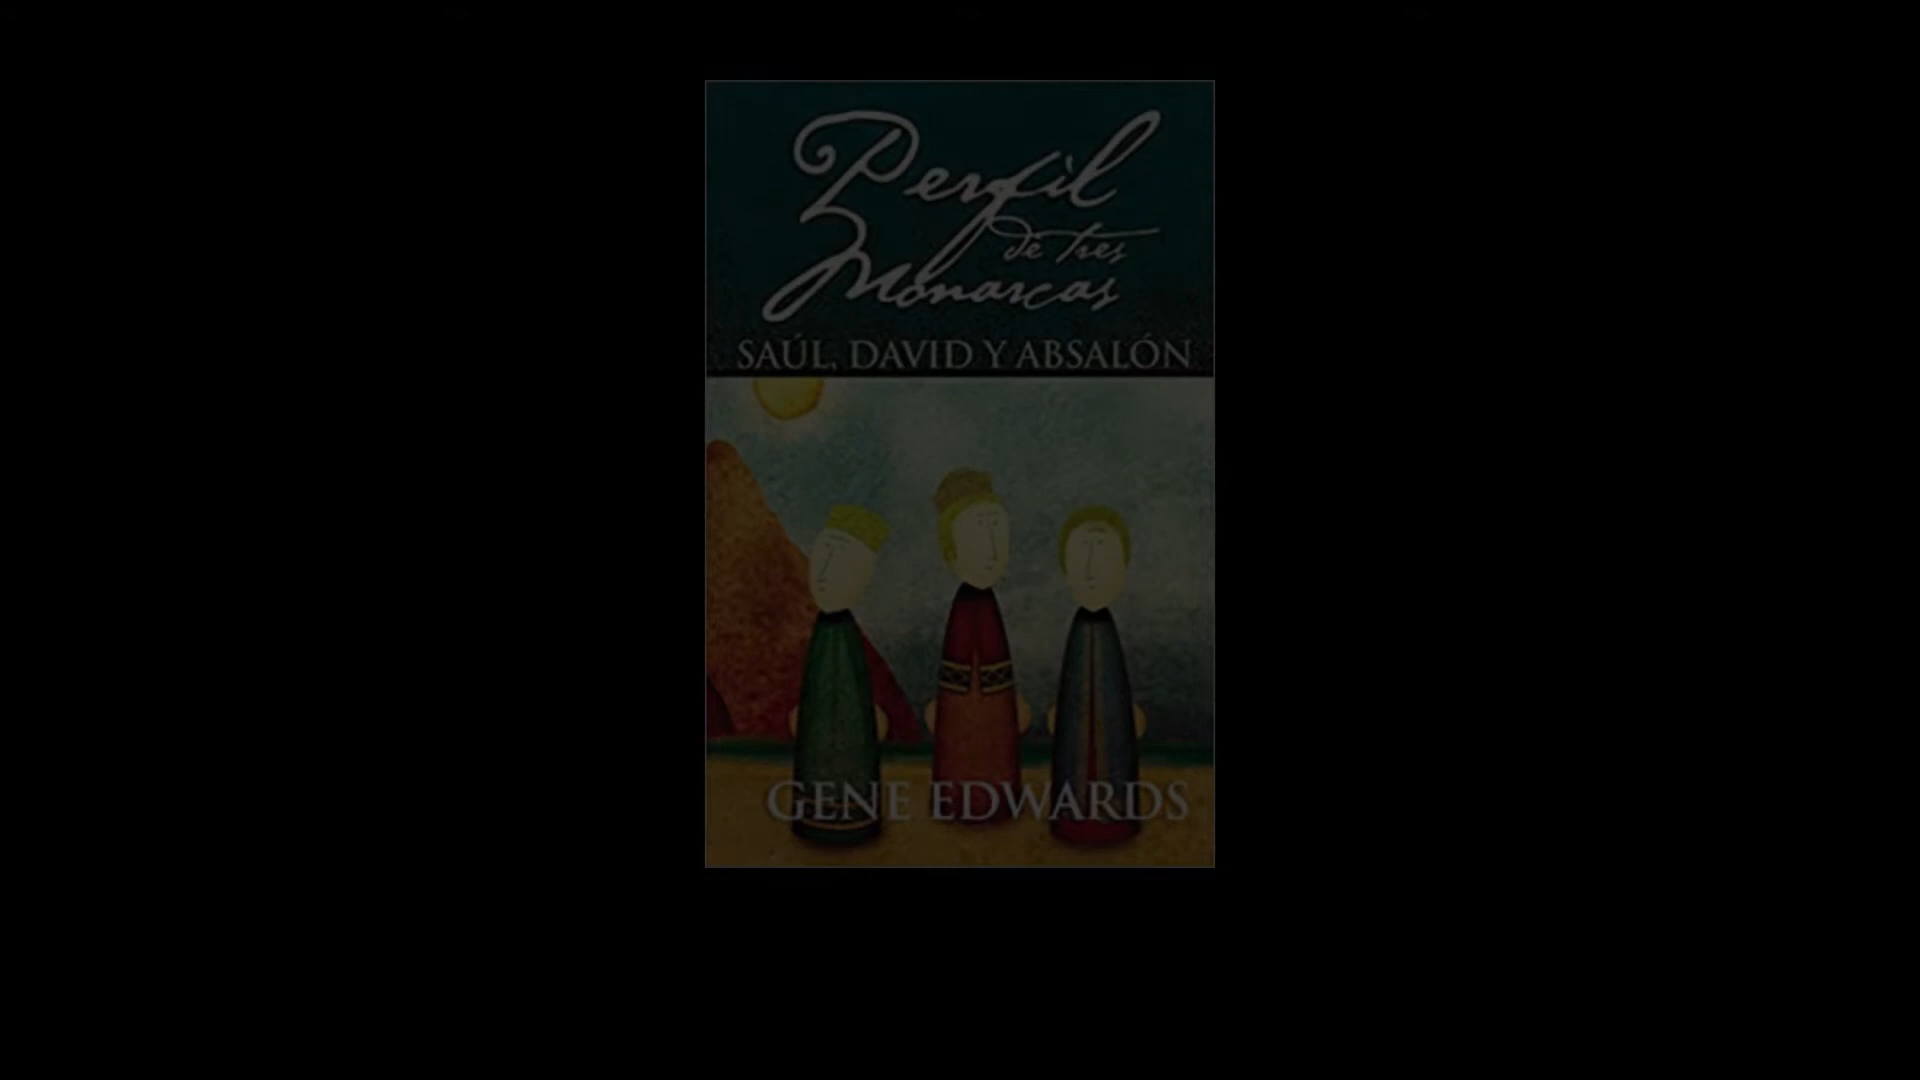 Perfil
de tres
Monarcas
SAÚL, DAVID Y ABSALÓN
GENE EDWARDS